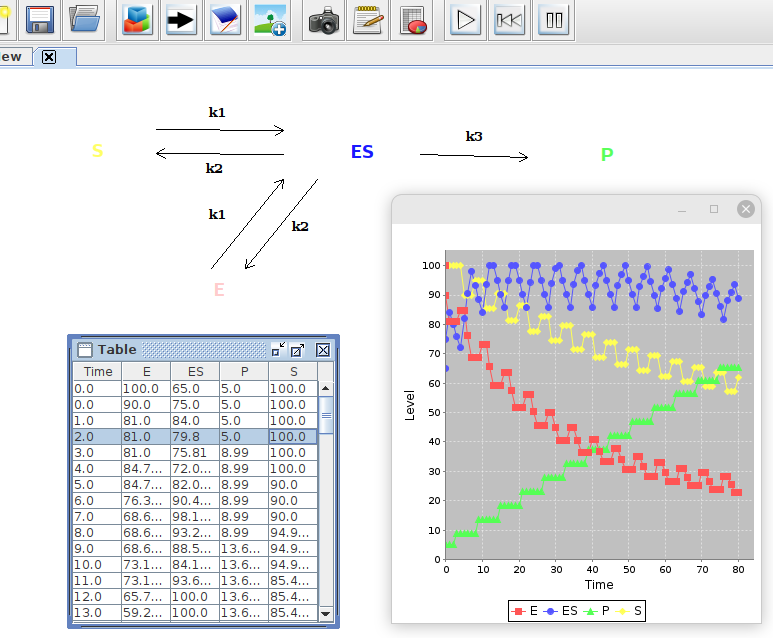 ew
k1
S
ES
k3
P
k2
k1
k2
E
Table
Time E ES P S
0.0 100.0 65.0 5.0 100.0
0.0 90.0 75.0 5.0 100.0
1.0 81.0 84.0 5.0 100.0
2.0 81.0 79.8 5.0 100.0
3.0 81.0 75.81 8.99 100.0
4.0 84.7... 72.0... 8.99 100.0
5.0 84.7... 82.0... 8.99 90.0
6.0 76.3... 90.4... 8.99 90.0
7.0 68.6... 98.1... 8.99 90.0
8.0 68.6... 93.2... 8.99 94.9...
9.0 68.6... 88.5... 13.6... 94.9...
10.0 73.1... 84.1... 13.6... 94.9...
11.0 73.1... 93.6... 13.6... 85.4...
12.0 65.7... 100.0 13.6... 85.4...
13.0 59.2... 100.0 13.6... 85.4...
Level
100
90
80
70
60
50
40
30
20
10
0
0 10 20 30 40 50 60 70 80
Time
E ES P S